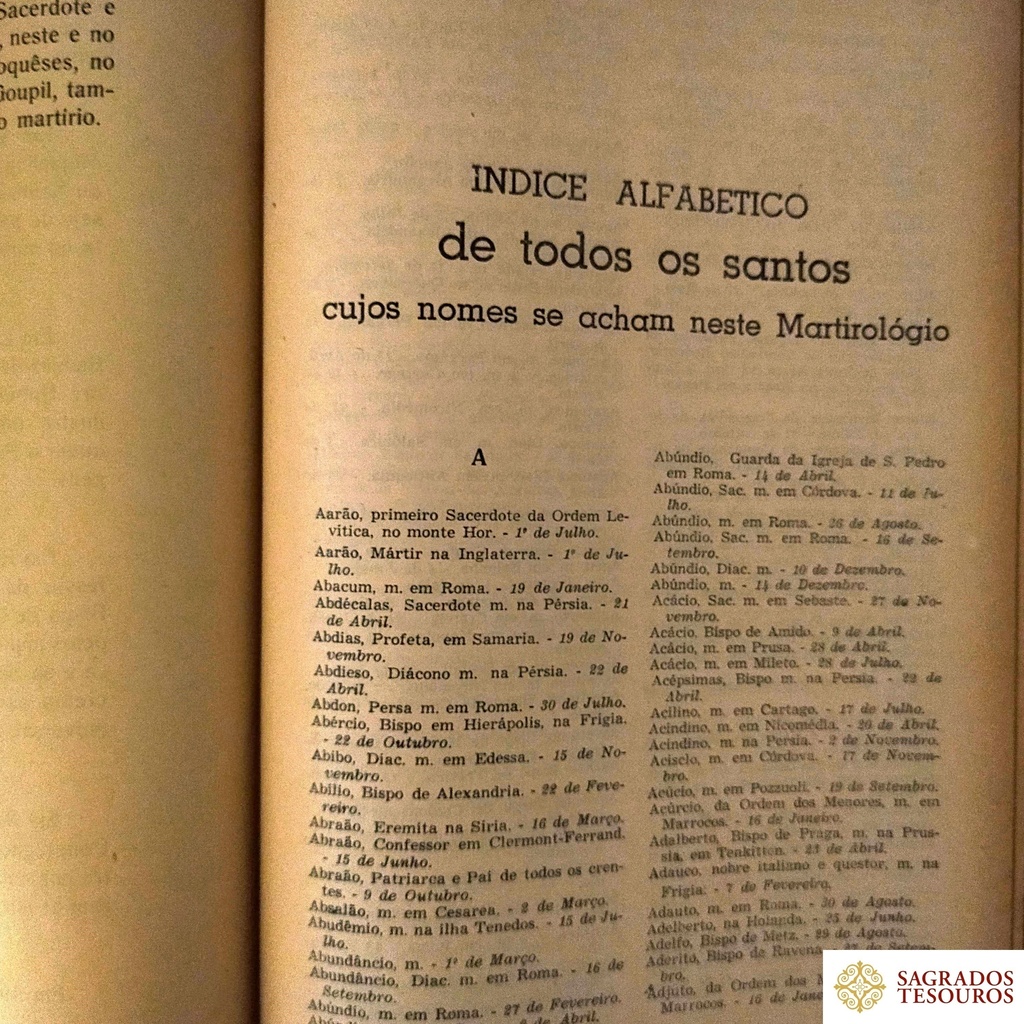 Sacerdote e
, neste e no
oquêses, no
Goupil, tam-
o martírio.
INDICE ALFABETICO
de todos os santos
cujos nomes se acham neste Martirológio
A
Aarão, primeiro Sacerdote da Ordem Le-
vitica, no monte Hor. - 1º de Julho.
Aarão, Mártir na Inglaterra. - 1º de Ju-
lho.
Abacum, m. em Roma. - 19 de Janeiro.
Abdécalas, Sacerdote m. na Pérsia. - 21
de Abril.
Abdias, Profeta, em Samaria. - 19 de No-
vembro.
Abdieso, Diácono m. na Pérsia. - 22 de
Abril.
Abdon, Persa m. em Roma. - 30 de Julho.
Abércio, Bispo em Hierápolis, na Frigia.
- 22 de Outubro.
Abibo, Diac. m. em Edessa. - 15 de No-
vembro.
Abilio, Bispo de Alexandria. - 22 de Feve-
reiro.
Abraão, Eremita na Siria. - 16 de Março.
Abraão, Confessor em Clermont-Ferrand.
- 15 de Junho.
Abraão, Patriarca e Pai de todos os cren-
tes. - 9 de Outubro.
Absalão, m. em Cesarea. - 2 de Março.
Abudêmio, m. na ilha Tenedos. - 15 de Ju-
lho.
Abundâncio, m. - 1º de Março.
Abundâncio, Diac. m. em Roma. - 16 de
Setembro.
Abúndio, m. em Roma. - 27 de Fevereiro.
de Abril.
Abúndio, Guarda da Igreja de S. Pedro
em Roma. - 14 de Abril.
Abúndio, Sac. m. em Córdova. - 11 de Ju-
lho.
Abúndio, m. em Roma. - 26 de Agosto.
Abúndio, Sac. m. em Roma. - 16 de Se-
tembro.
Abúndio, Diac. m. - 10 de Dezembro.
Abúndio, m. - 14 de Dezembro.
Acácio, Sac. m. em Sebaste. - 27 de No-
vembro.
Acácio, Bispo de Amido. - 9 de Abril.
Acácio, m. em Prusa. - 28 de Abril.
Acácio, m. em Mileto. - 28 de Julho.
Acépsimas, Bispo m. na Persia. - 22 de
Abril.
Acilino, m. em Cartago. - 17 de Julho.
Acindino, m. em Nicomédia. - 20 de Abril.
Acindino, m. na Persia. - 2 de Novembro.
Acisclo, m. em Córdova. - 17 de Novem-
bro.
Acúcio, m. em Pozzuoli. - 19 de Setembro.
Acúrcio, da Ordem dos Menores, m. em
Marrocos. - 16 de Janeiro.
Adalberto, Bispo de Praga, m. na Prus-
sia, em Tenkitten. - 23 de Abril.
Adauco, nobre italiano e questor, m. na
Frigia. - 7 de Fevereiro.
Adauto, m. em Roma. - 30 de Agosto.
Adelberto, na Holanda. - 25 de Junho.
Adelfo, Bispo de Metz. - 29 de Agosto.
Aderito, Bispo de Ravena. - 27 de Setem-
bro.
Adjuto, da Ordem dos
Marrocos. - 16 de Jane
SAGRADOS
TESOUROS